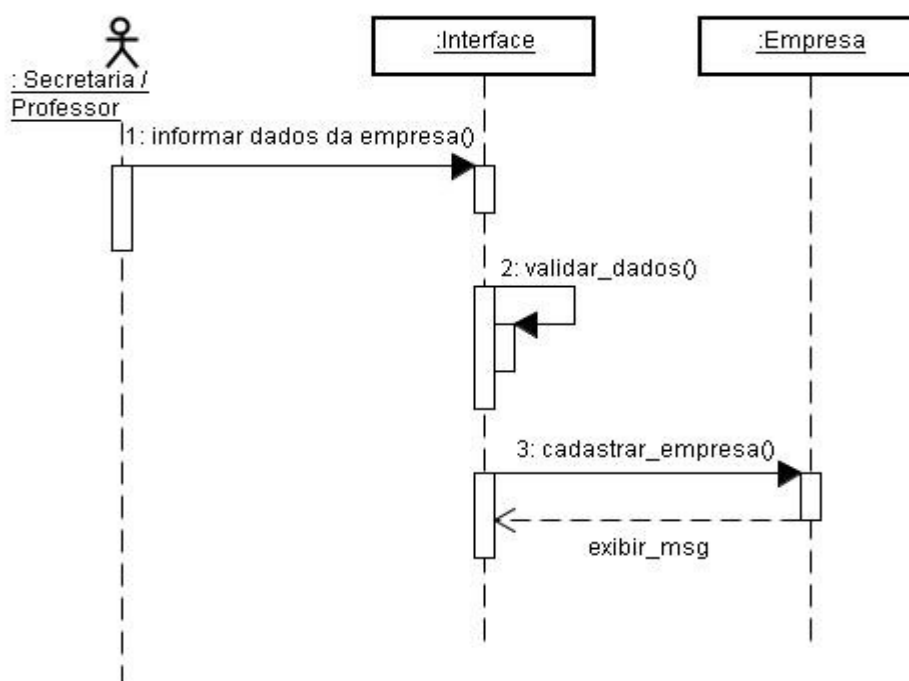 :Interface
:Empresa
: Secretaria /
Professor
1: informar dados da empresa()
2: validar_dados()
3: cadastrar_empresa()
exibir_msg